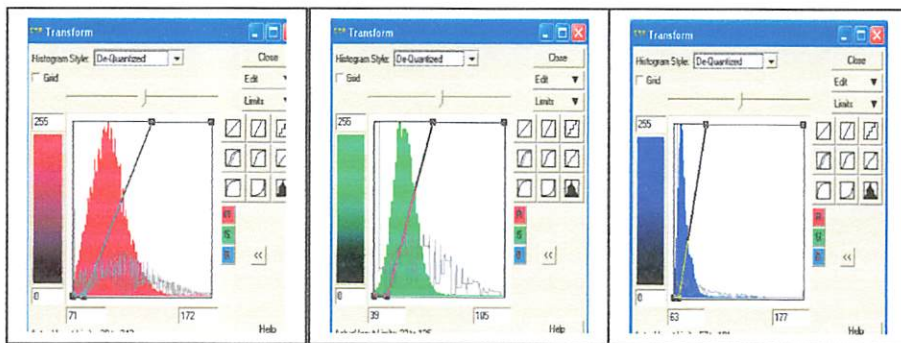 Transform
Histogram Style: De-Quantized
Close
Grid
Edit
Limits
255
0
<<
71
172
Help
Transform
Histogram Style: De-Quantized
Close
Grid
Edit
Limits
255
0
<<
39
105
Help
Transform
Histogram Style: De-Quantized
Close
Grid
Edit
Limits
255
0
<<
63
177
Help